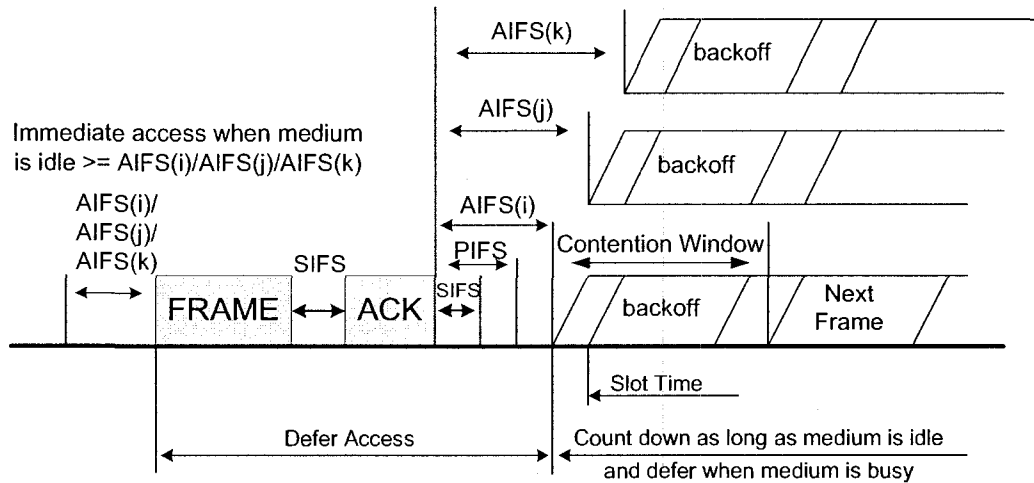 AIFS(k)
backoff
AIFS(j)
Immediate access when medium
is idle >= AIFS(i)/AIFS(j)/AIFS(k)
backoff
AIFS(i)/
AIFS(j)/
AIFS(k)
AIFS(i)
PIFS
Contention Window
SIFS
SIFS
FRAME
ACK
backoff
Next
Frame
Slot Time
Defer Access
Count down as long as medium is idle
and defer when medium is busy